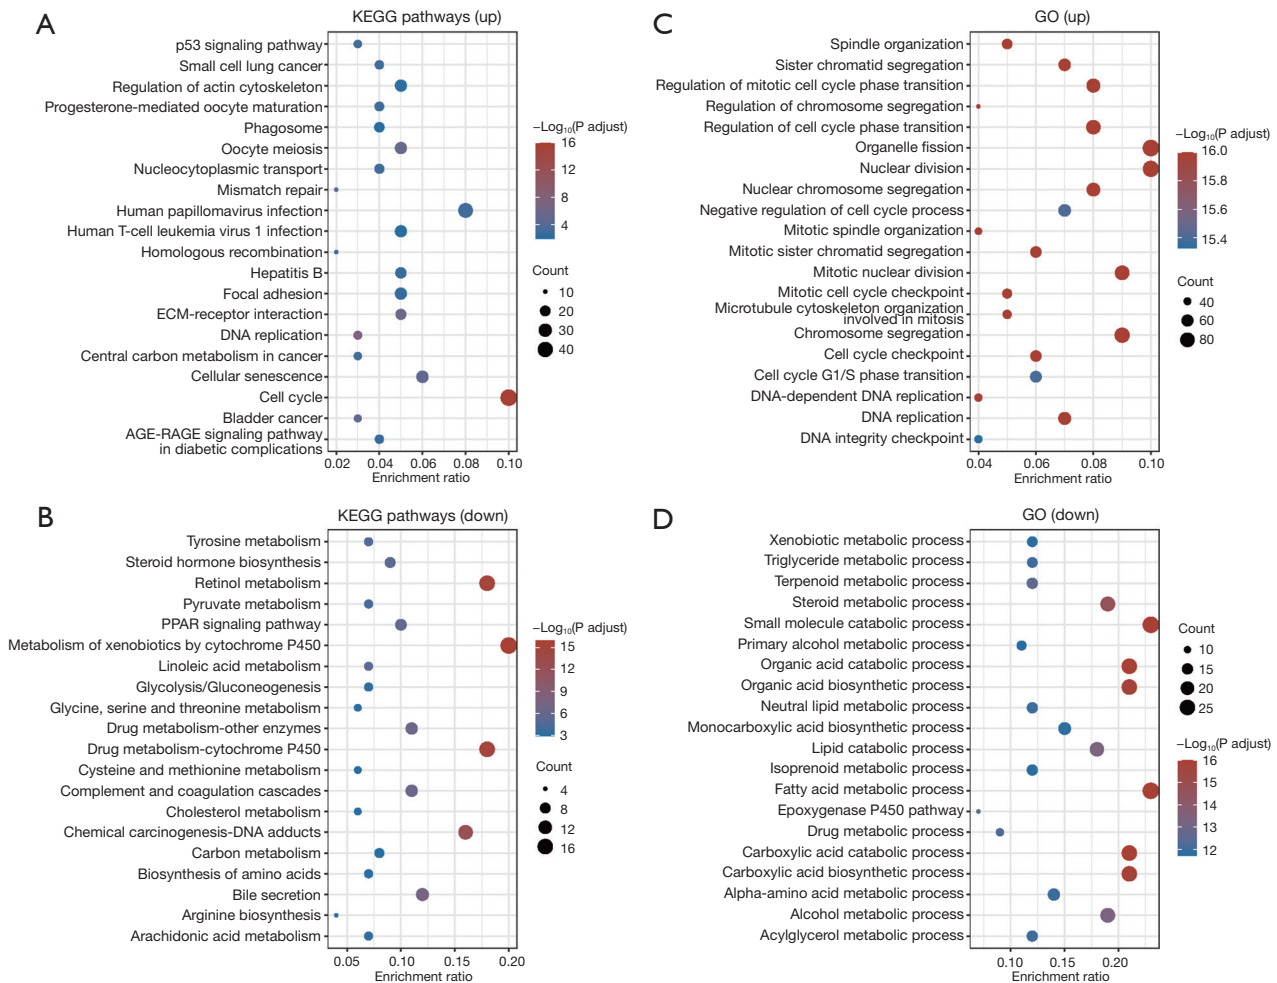 A
KEGG pathways (up)
p53 signaling pathway
Small cell lung cancer
Regulation of actin cytoskeleton
Progesterone-mediated oocyte maturation
Phagosome
Oocyte meiosis
Nucleocytoplasmic transport
Mismatch repair
Human papillomavirus infection
Human T-cell leukemia virus 1 infection
Homologous recombination
Hepatitis B
Focal adhesion
ECM-receptor interaction
DNA replication
Central carbon metabolism in cancer
Cellular senescence
Cell cycle
Bladder cancer
AGE-RAGE signaling pathway
in diabetic complications
0.02 0.04 0.06 0.08 0.10
Enrichment ratio
−Log10(P adjust)
16
12
8
4
Count
10
20
30
40
C
GO (up)
Spindle organization
Sister chromatid segregation
Regulation of mitotic cell cycle phase transition
Regulation of chromosome segregation
Regulation of cell cycle phase transition
Organelle fission
Nuclear division
Nuclear chromosome segregation
Negative regulation of cell cycle process
Mitotic spindle organization
Mitotic sister chromatid segregation
Mitotic nuclear division
Mitotic cell cycle checkpoint
Microtubule cytoskeleton organization
involved in mitosis
Chromosome segregation
Cell cycle checkpoint
Cell cycle G1/S phase transition
DNA-dependent DNA replication
DNA replication
DNA integrity checkpoint
0.04 0.06 0.08 0.10
Enrichment ratio
−Log10(P adjust)
16.0
15.8
15.6
15.4
Count
40
60
80
B
KEGG pathways (down)
Tyrosine metabolism
Steroid hormone biosynthesis
Retinol metabolism
Pyruvate metabolism
PPAR signaling pathway
Metabolism of xenobiotics by cytochrome P450
Linoleic acid metabolism
Glycolysis/Gluconeogenesis
Glycine, serine and threonine metabolism
Drug metabolism-other enzymes
Drug metabolism-cytochrome P450
Cysteine and methionine metabolism
Complement and coagulation cascades
Cholesterol metabolism
Chemical carcinogenesis-DNA adducts
Carbon metabolism
Biosynthesis of amino acids
Bile secretion
Arginine biosynthesis
Arachidonic acid metabolism
0.05 0.10 0.15 0.20
Enrichment ratio
−Log10(P adjust)
15
12
9
6
3
Count
4
8
12
16
D
GO (down)
Xenobiotic metabolic process
Triglyceride metabolic process
Terpenoid metabolic process
Steroid metabolic process
Small molecule catabolic process
Primary alcohol metabolic process
Organic acid catabolic process
Organic acid biosynthetic process
Neutral lipid metabolic process
Monocarboxylic acid biosynthetic process
Lipid catabolic process
Isoprenoid metabolic process
Fatty acid metabolic process
Epoxygenase P450 pathway
Drug metabolic process
Carboxylic acid catabolic process
Carboxylic acid biosynthetic process
Alpha-amino acid metabolic process
Alcohol metabolic process
Acylglycerol metabolic process
0.10 0.15 0.20
Enrichment ratio
Count
10
15
20
25
−Log10(P adjust)
16
15
14
13
12